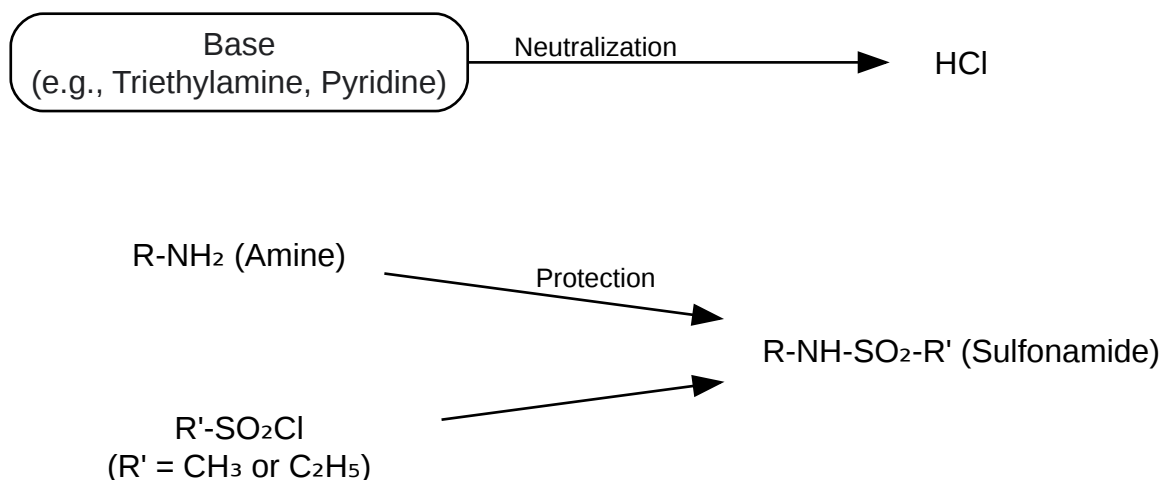 Base
(e.g., Triethylamine, Pyridine)
Neutralization
HCl
R-NH₂ (Amine)
Protection
R-NH-SO₂-R' (Sulfonamide)
R'-SO₂Cl
(R' = CH₃ or C₂H₅)